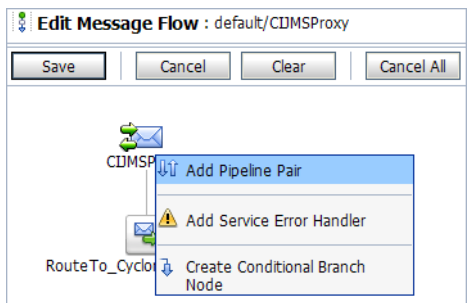 Edit Message Flow : default/CIJMSProxy
Save Cancel Clear Cancel All
CIJMSP
Add Pipeline Pair
Add Service Error Handler
RouteTo_Cyclo
Create Conditional Branch
Node